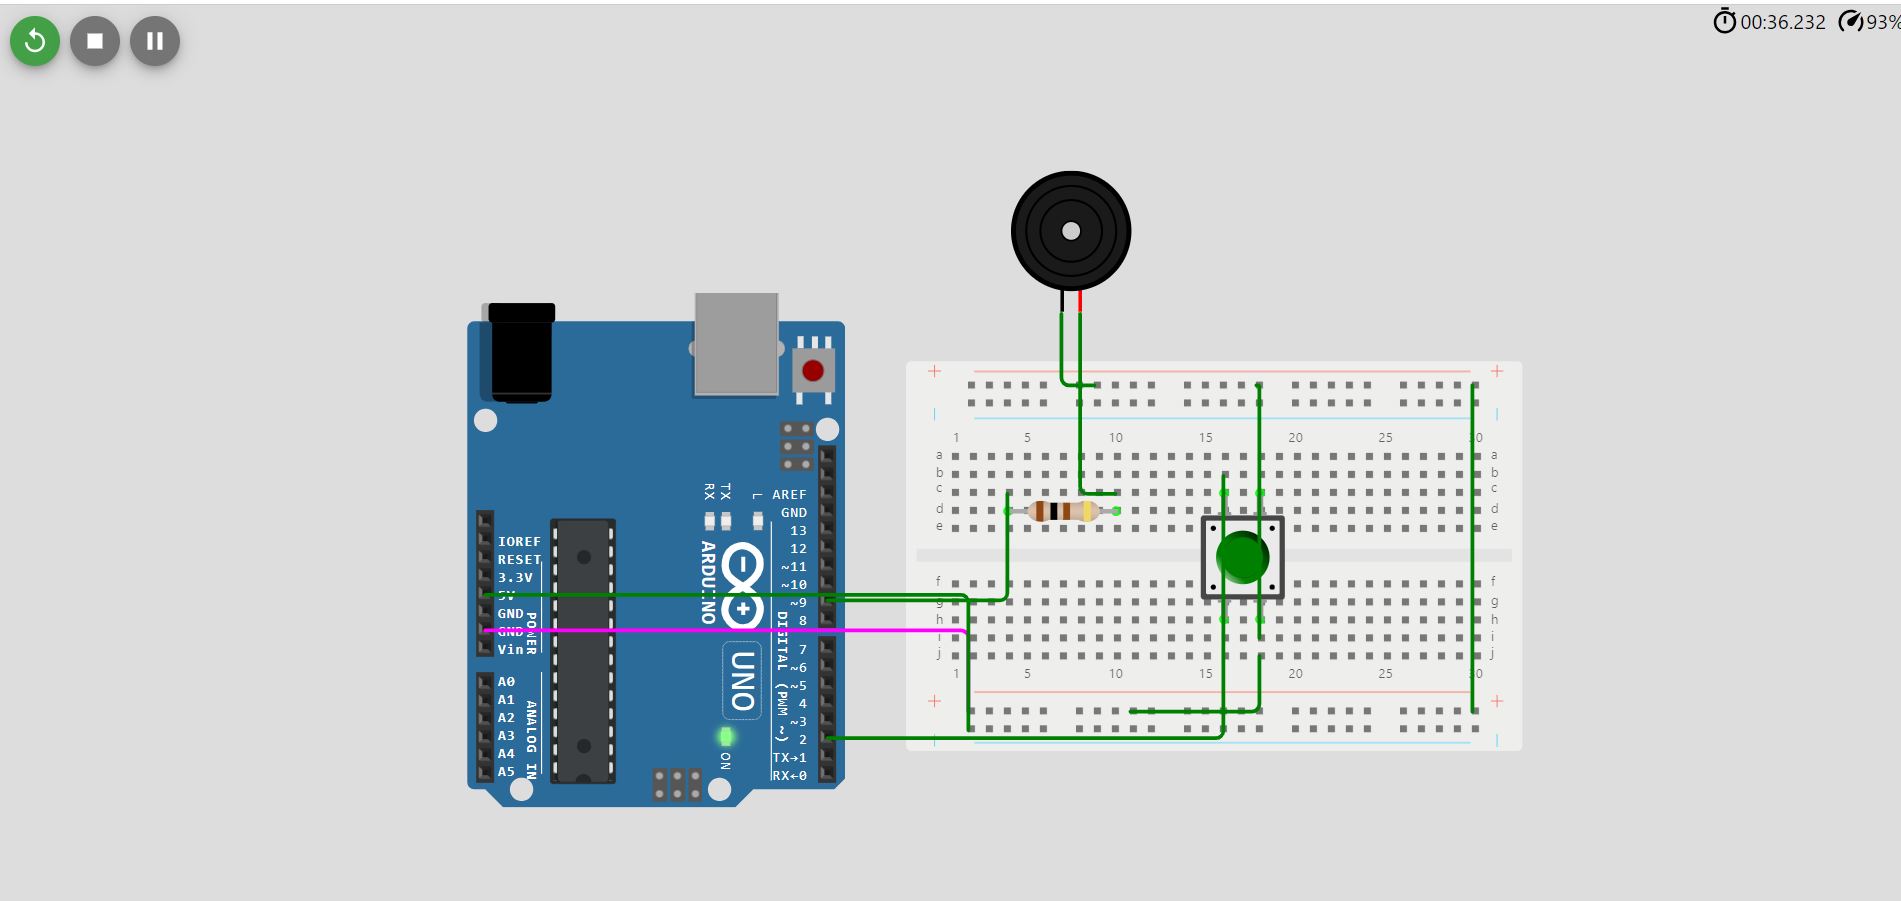 00:36.232 93%
+ +
1 5 10 15 20 25 30
a a
b b
c c
d d
e e
f f
g g
h h
i i
j j
1 5 10 15 20 25 30
+ +
RX TX L
AREF
GND
13
12
~11
~10
~9
8
7
~6
~5
4
~3
2
TX→1
RX←0
DIGITAL (PWM ~)
IOREF
RESET
3.3V
5V
GND
GND
Vin
POWER
A0
A1
A2
A3
A4
A5
ANALOG IN
ARDUINO
UNO
ON